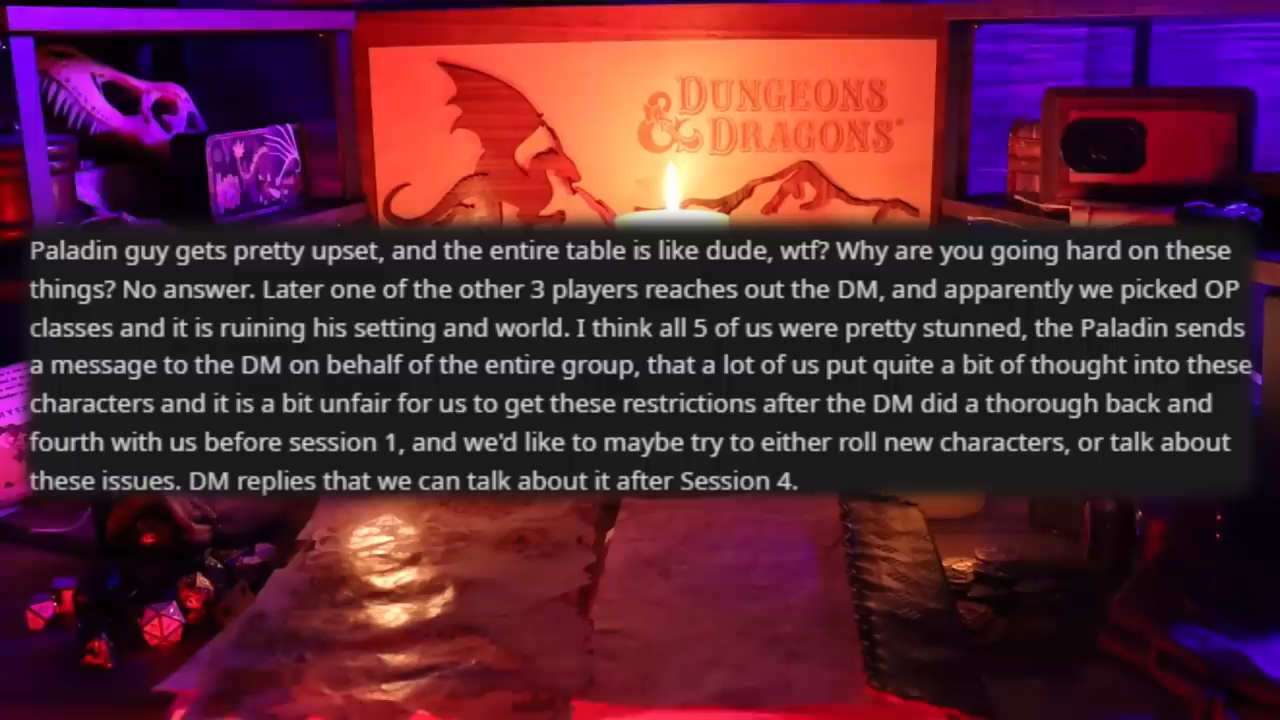 DUNGEONS
& DRAGONS
Paladin guy gets pretty upset, and the entire table is like dude, wtf? Why are you going hard on these
things? No answer. Later one of the other 3 players reaches out the DM, and apparently we picked OP
classes and it is ruining his setting and world. I think all 5 of us were pretty stunned, the Paladin sends
a message to the DM on behalf of the entire group, that a lot of us put quite a bit of thought into these
characters and it is a bit unfair for us to get these restrictions after the DM did a thorough back and
fourth with us before session 1, and we'd like to maybe try to either roll new characters, or talk about
these issues. DM replies that we can talk about it after Session 4.